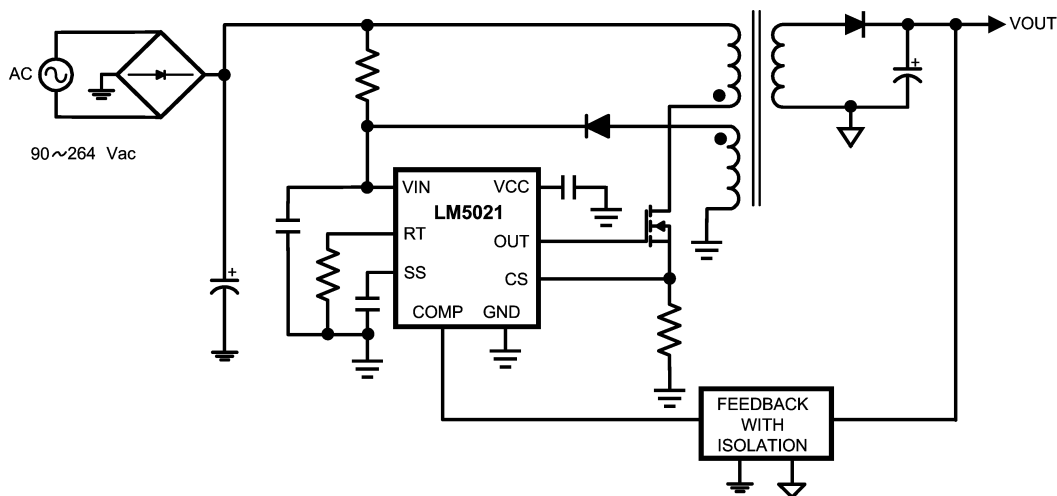 VOUT
+
AC
90~264 Vac
VIN
VCC
LM5021
RT
OUT
SS
CS
+
COMP
GND
FEEDBACK
WITH
ISOLATION